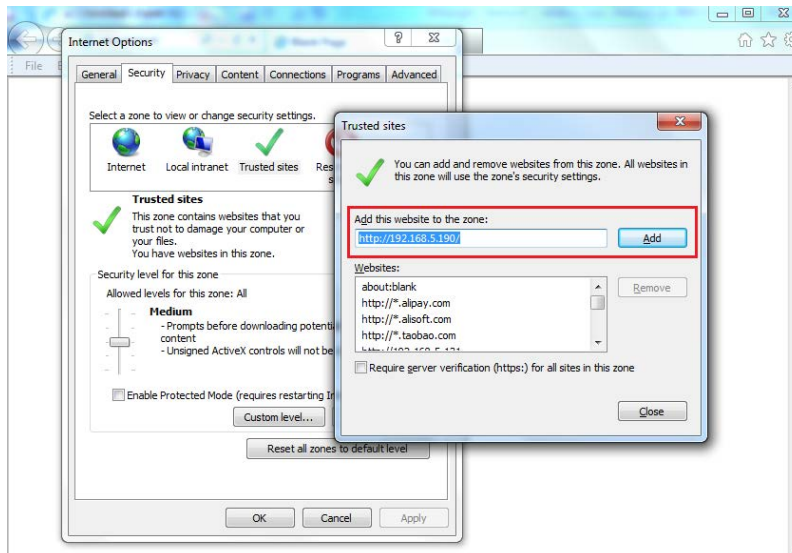 Internet Options
File
General Security Privacy Content Connections Programs Advanced
Select a zone to view or change security settings.
Internet Local intranet Trusted sites
Trusted sites
This zone contains websites that you
trust not to damage your computer or
your files.
You have websites in this zone.
Security level for this zone
Allowed levels for this zone: All
Medium
- Prompts before downloading
content
- Unsigned ActiveX controls will not be
Enable Protected Mode (requires restarting
Custom level...
Reset all zones to default level
OK Cancel Apply
Trusted sites
You can add and remove websites from this zone. All websites in
this zone will use the zone's security settings.
Add this website to the zone:
http://192.168.5.190/ Add
Websites:
about:blank
http://*.alipay.com
http://*.alisoft.com
http://*.taobao.com
Remove
Require server verification (https:) for all sites in this zone
Close